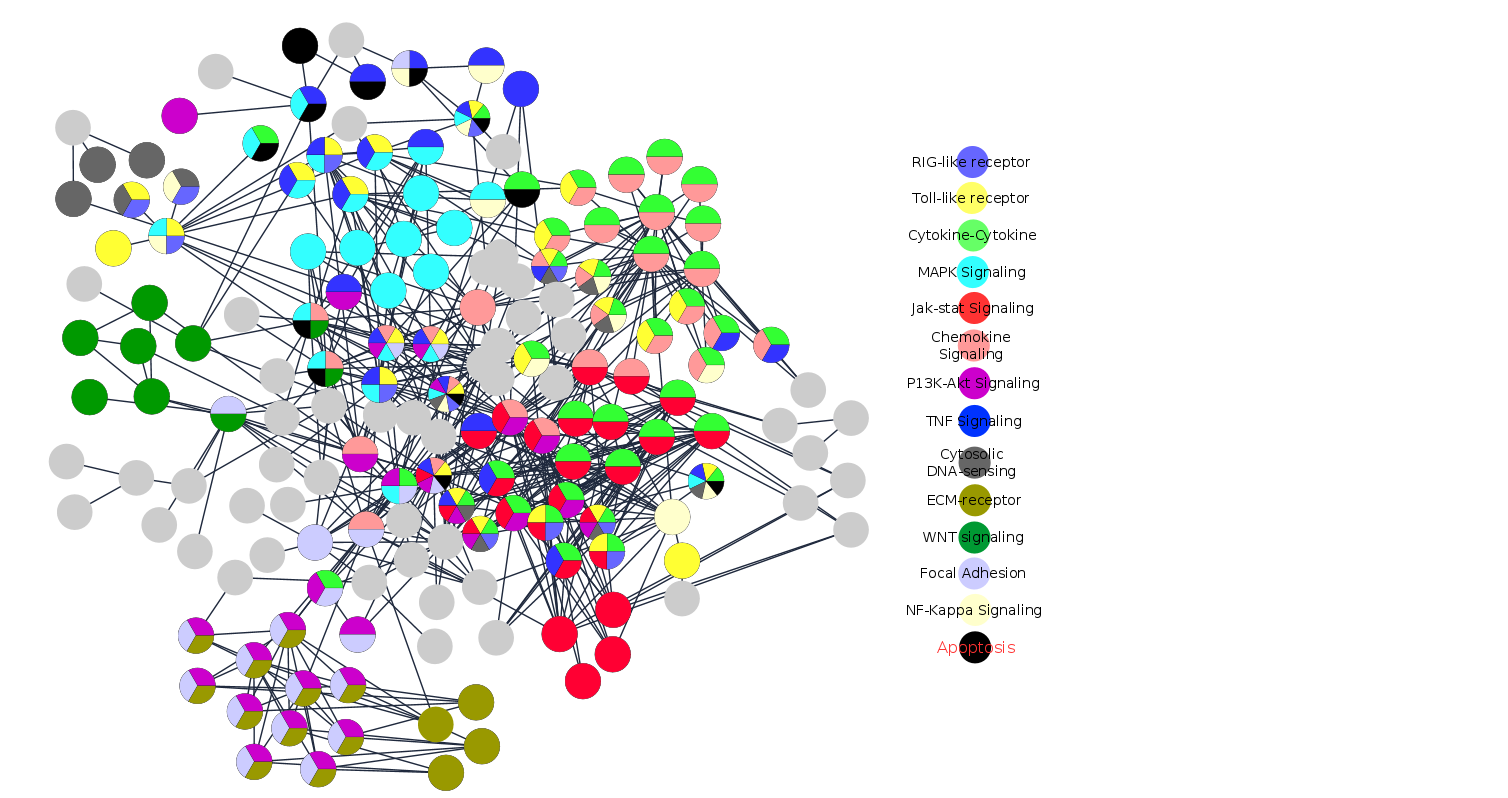 RIG-like receptor
Toll-like receptor
Cytokine-Cytokine
MAPK Signaling
Jak-stat Signaling
Chemokine
Signaling
P13K-Akt Signaling
TNF Signaling
Cytosolic
DNA-sensing
ECM-receptor
WNT signaling
Focal Adhesion
NF-Kappa Signaling
Apoptosis